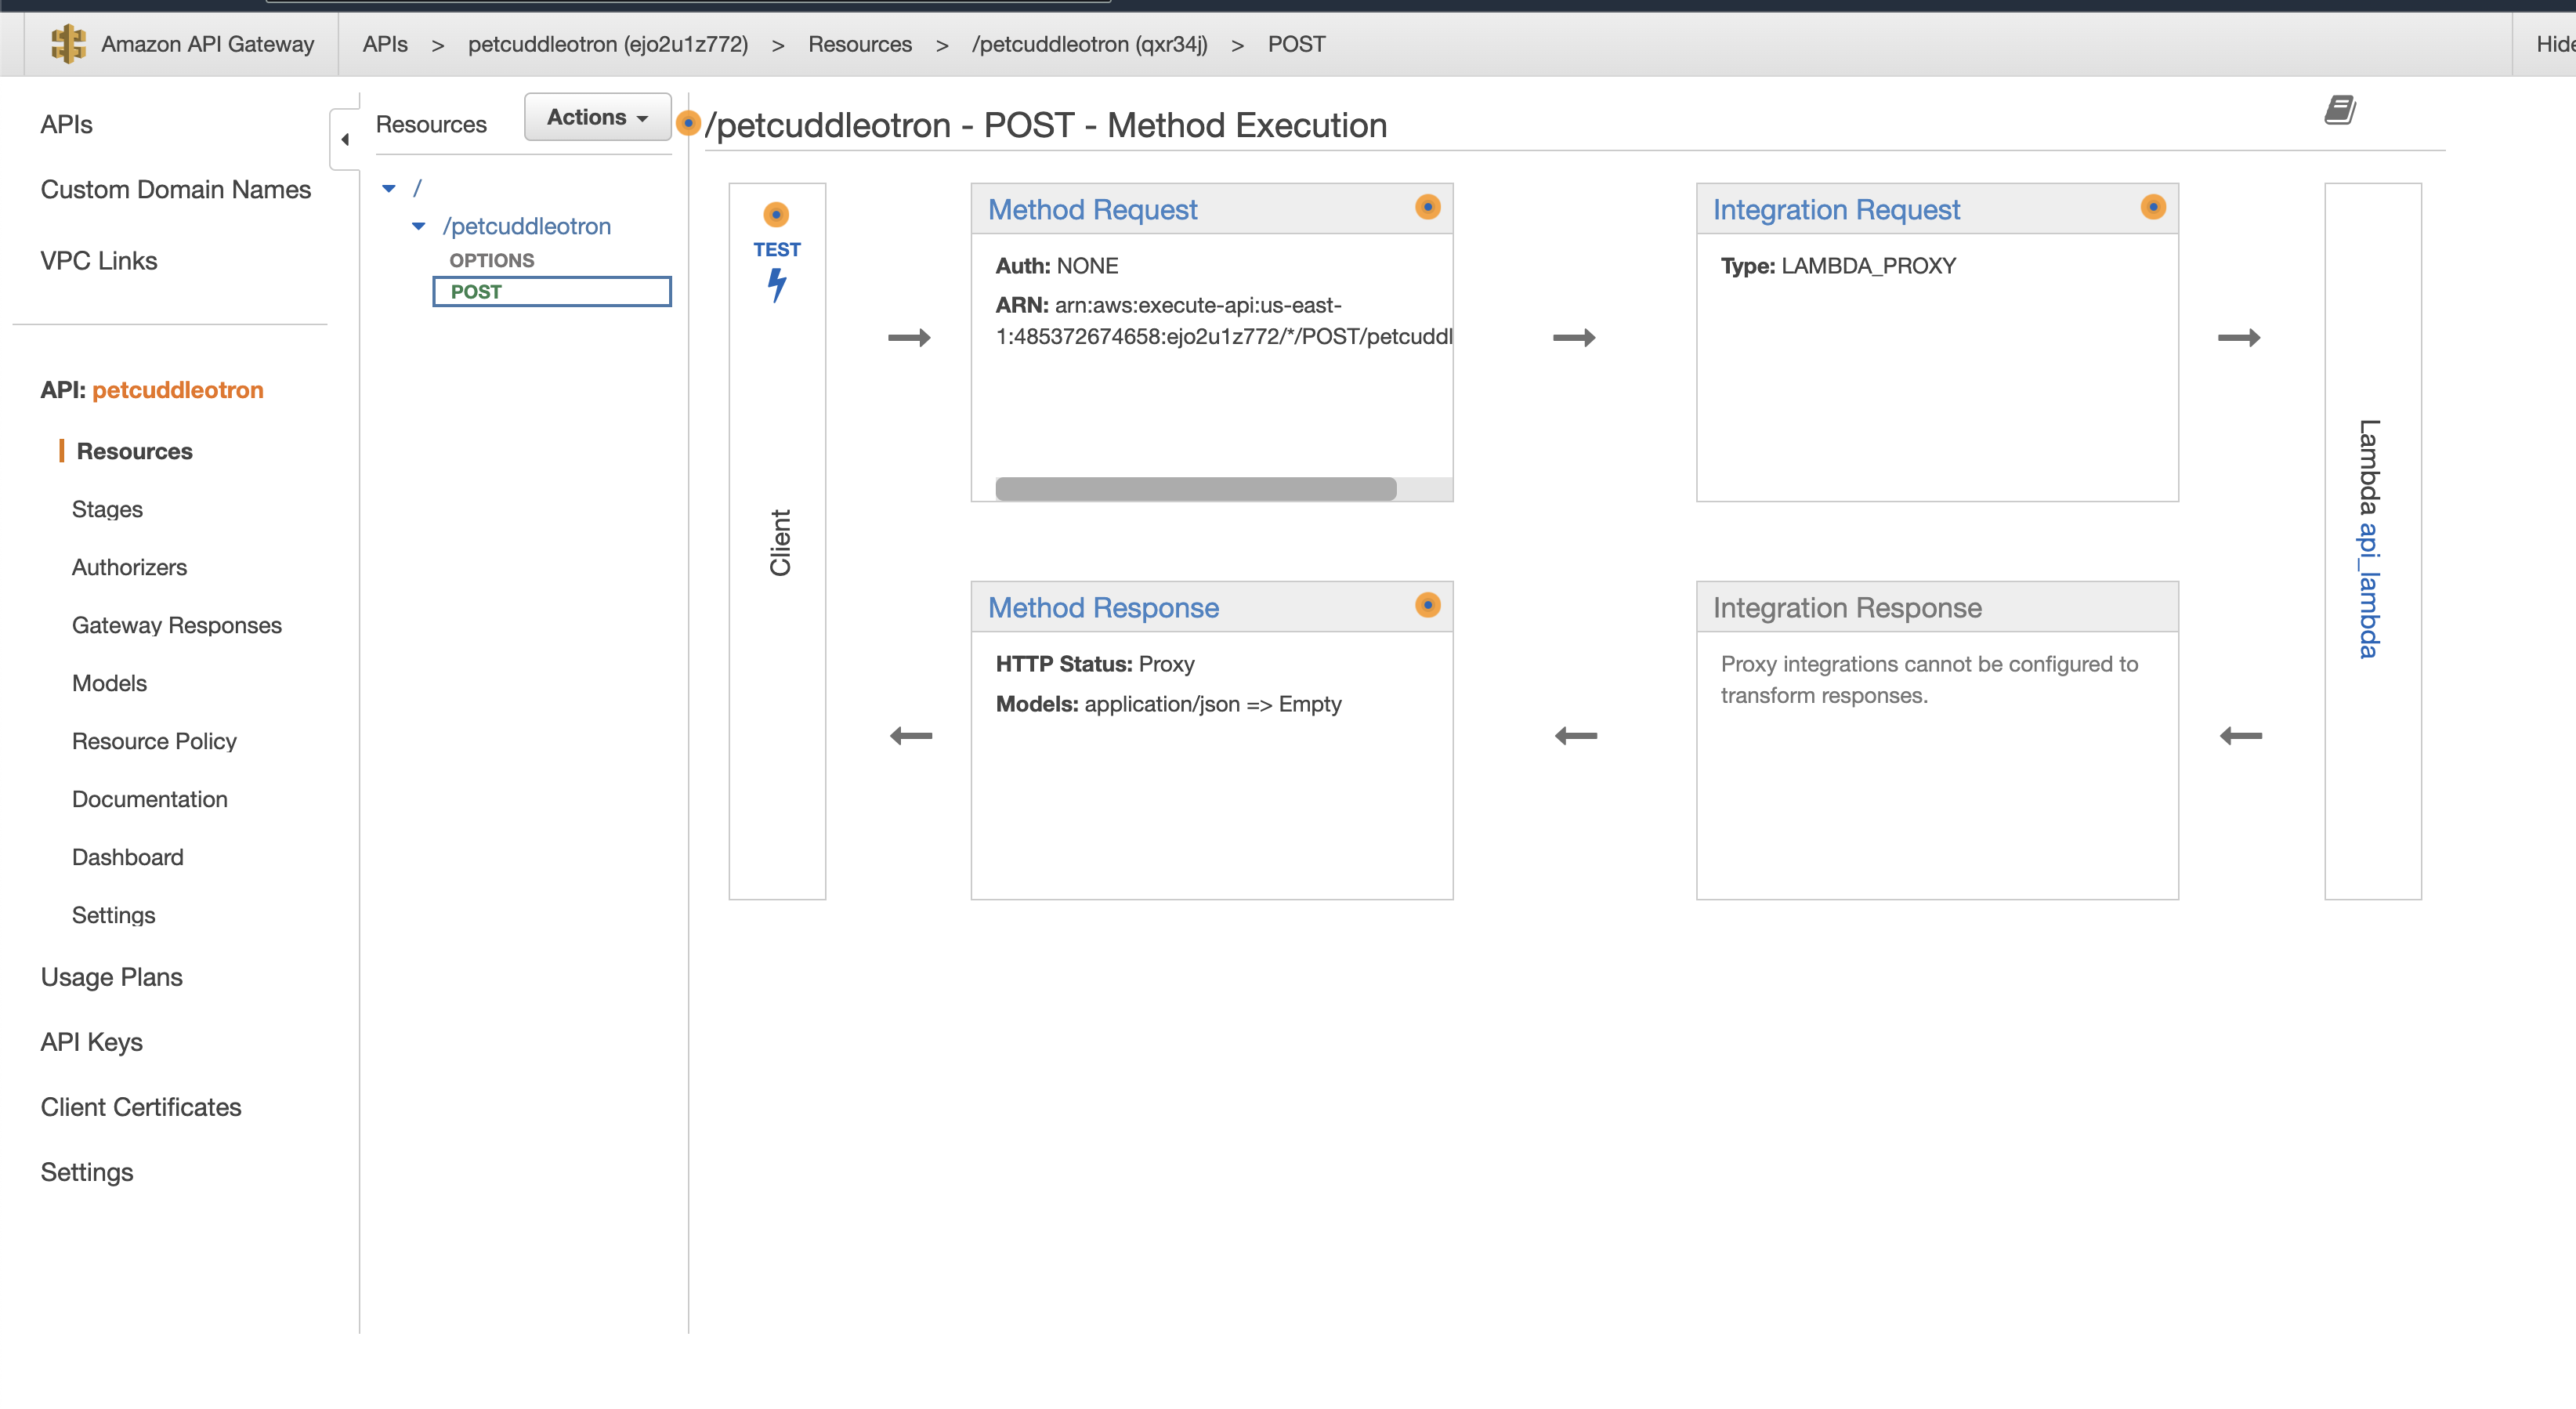 Amazon API Gateway
APIs > petcuddleotron (ejo2u1z772) > Resources > /petcuddleotron (qxr34j) > POST
APIs
Custom Domain Names
VPC Links
API: petcuddleotron
Resources
Stages
Authorizers
Gateway Responses
Models
Resource Policy
Documentation
Dashboard
Settings
Usage Plans
API Keys
Client Certificates
Settings
Resources
Actions
/
/petcuddleotron
OPTIONS
POST
/petcuddleotron - POST - Method Execution
TEST
Client
Method Request
Auth: NONE
ARN: arn:aws:execute-api:us-east-
1:485372674658:ejo2u1z772/*/POST/petcuddl
Integration Request
Type: LAMBDA_PROXY
Lambda api_lambda
Method Response
HTTP Status: Proxy
Models: application/json => Empty
Integration Response
Proxy integrations cannot be configured to
transform responses.